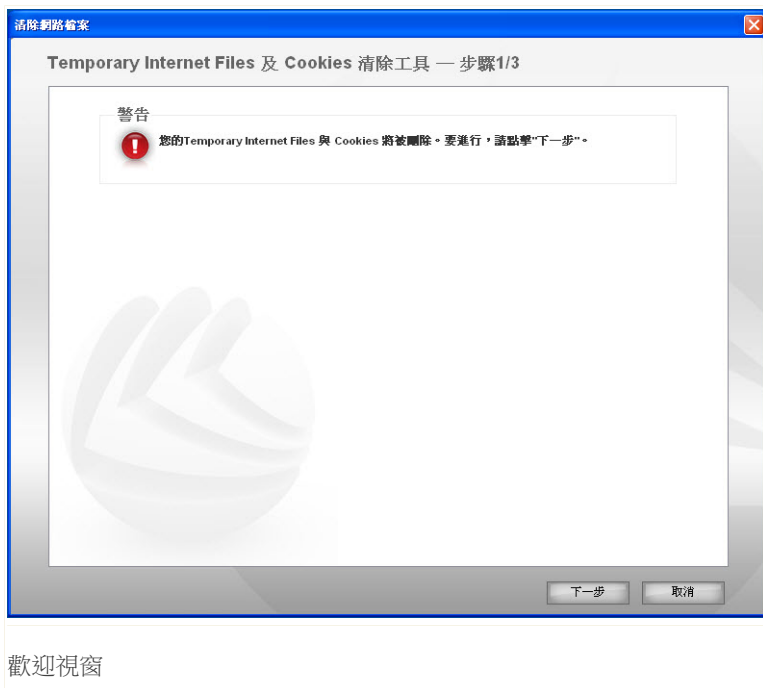 清除網路檔案
Temporary Internet Files 及 Cookies 清除工具 — 步驟1/3
警告
您的Temporary Internet Files 與 Cookies 將被刪除。要進行，請點擊"下一步"。
下一步
取消
歡迎視窗